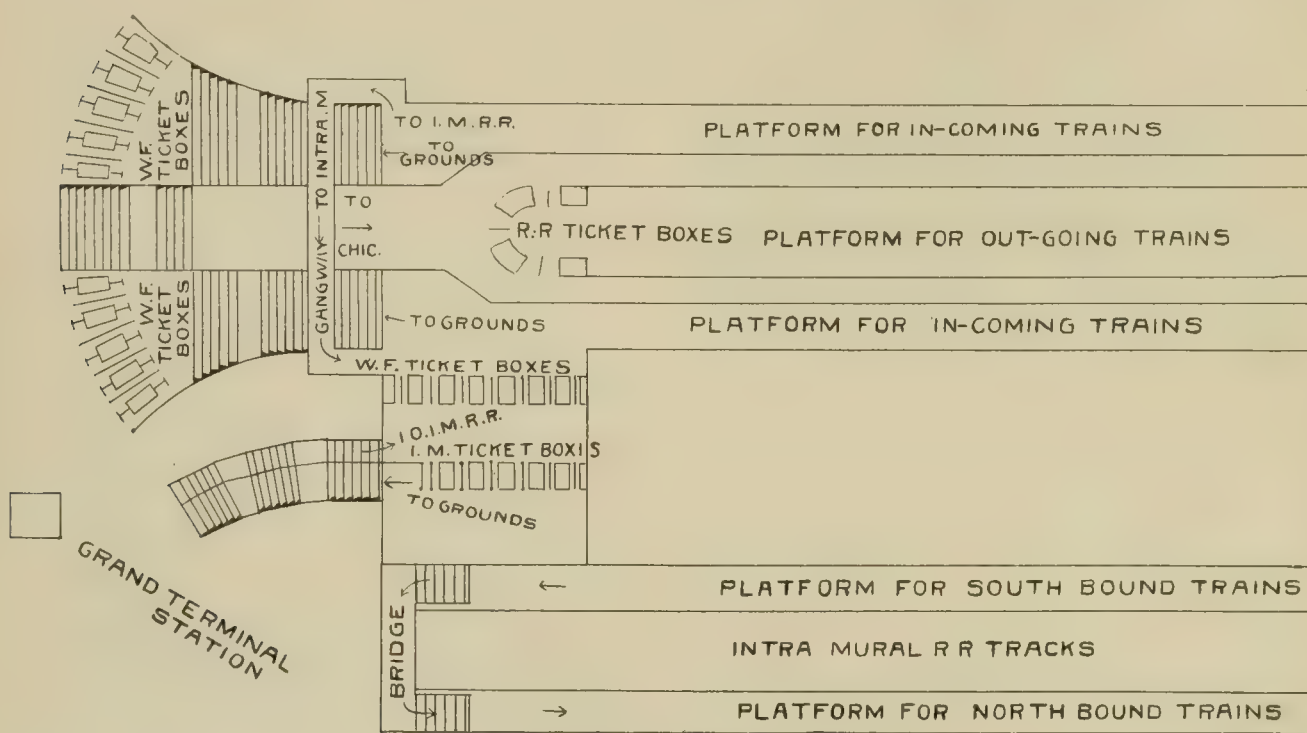 W.F.
TICKET
BOXES
TO INTRA. M
GANGWAY
TO I.M.R.R.
TO
GROUNDS
PLATFORM FOR IN-COMING TRAINS
TO
CHIC.
R.R TICKET BOXES
PLATFORM FOR OUT-GOING TRAINS
W.F.
TICKET
BOXES
TO GROUNDS
PLATFORM FOR IN-COMING TRAINS
W.F. TICKET BOXES
TO.I.M.R.R.
I.M. TICKET BOXES
TO GROUNDS
GRAND TERMINAL
STATION
BRIDGE
PLATFORM FOR SOUTH BOUND TRAINS
INTRA MURAL R R TRACKS
PLATFORM FOR NORTH BOUND TRAINS